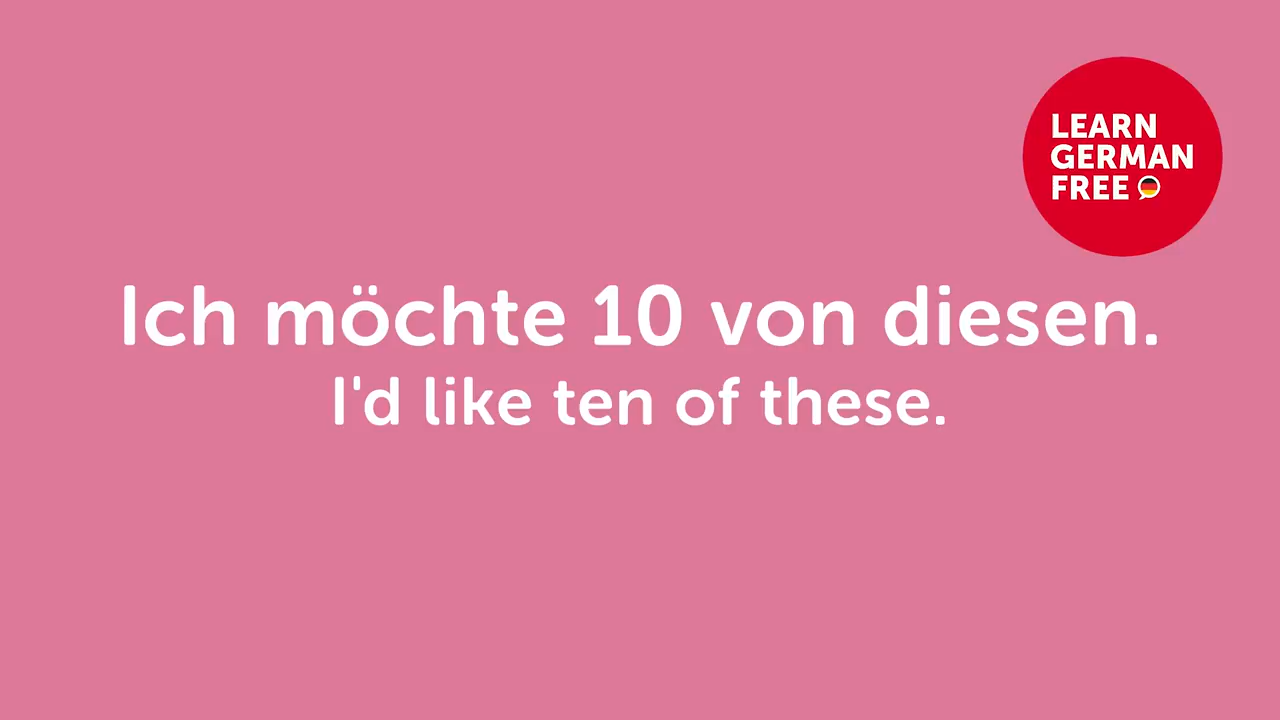 LEARN
GERMAN
FREE
Ich möchte 10 von diesen.
I'd like ten of these.